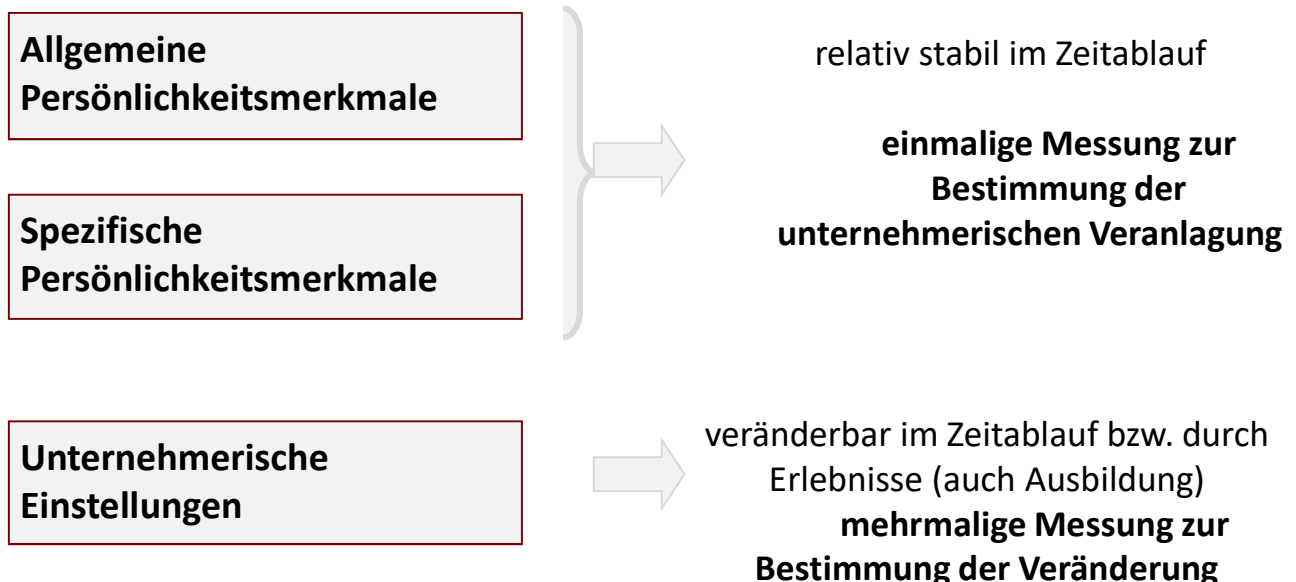 Allgemeine
Persönlichkeitsmerkmale
Spezifische
Persönlichkeitsmerkmale
relativ stabil im Zeitablauf
einmalige Messung zur
Bestimmung der
unternehmerischen Veranlagung
Unternehmerische
Einstellungen
veränderbar im Zeitablauf bzw. durch
Erlebnisse (auch Ausbildung)
mehrmalige Messung zur
Bestimmung der Veränderung